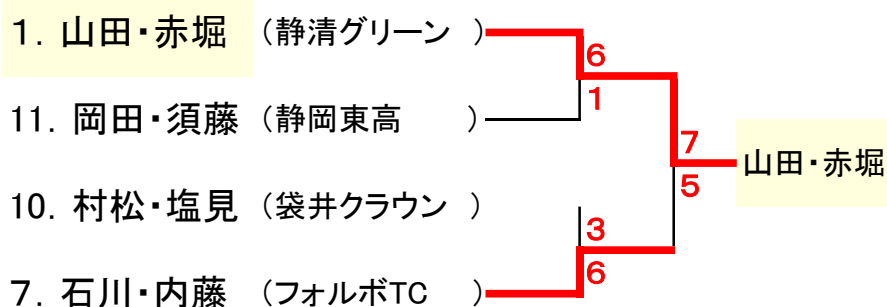 1. 山田・赤堀 (静清グリーン )
6
1
11. 岡田・須藤 (静岡東高 )
7
5
山田・赤堀
10. 村松・塩見 (袋井クラウン )
3
6
7. 石川・内藤 (フォルボTC )